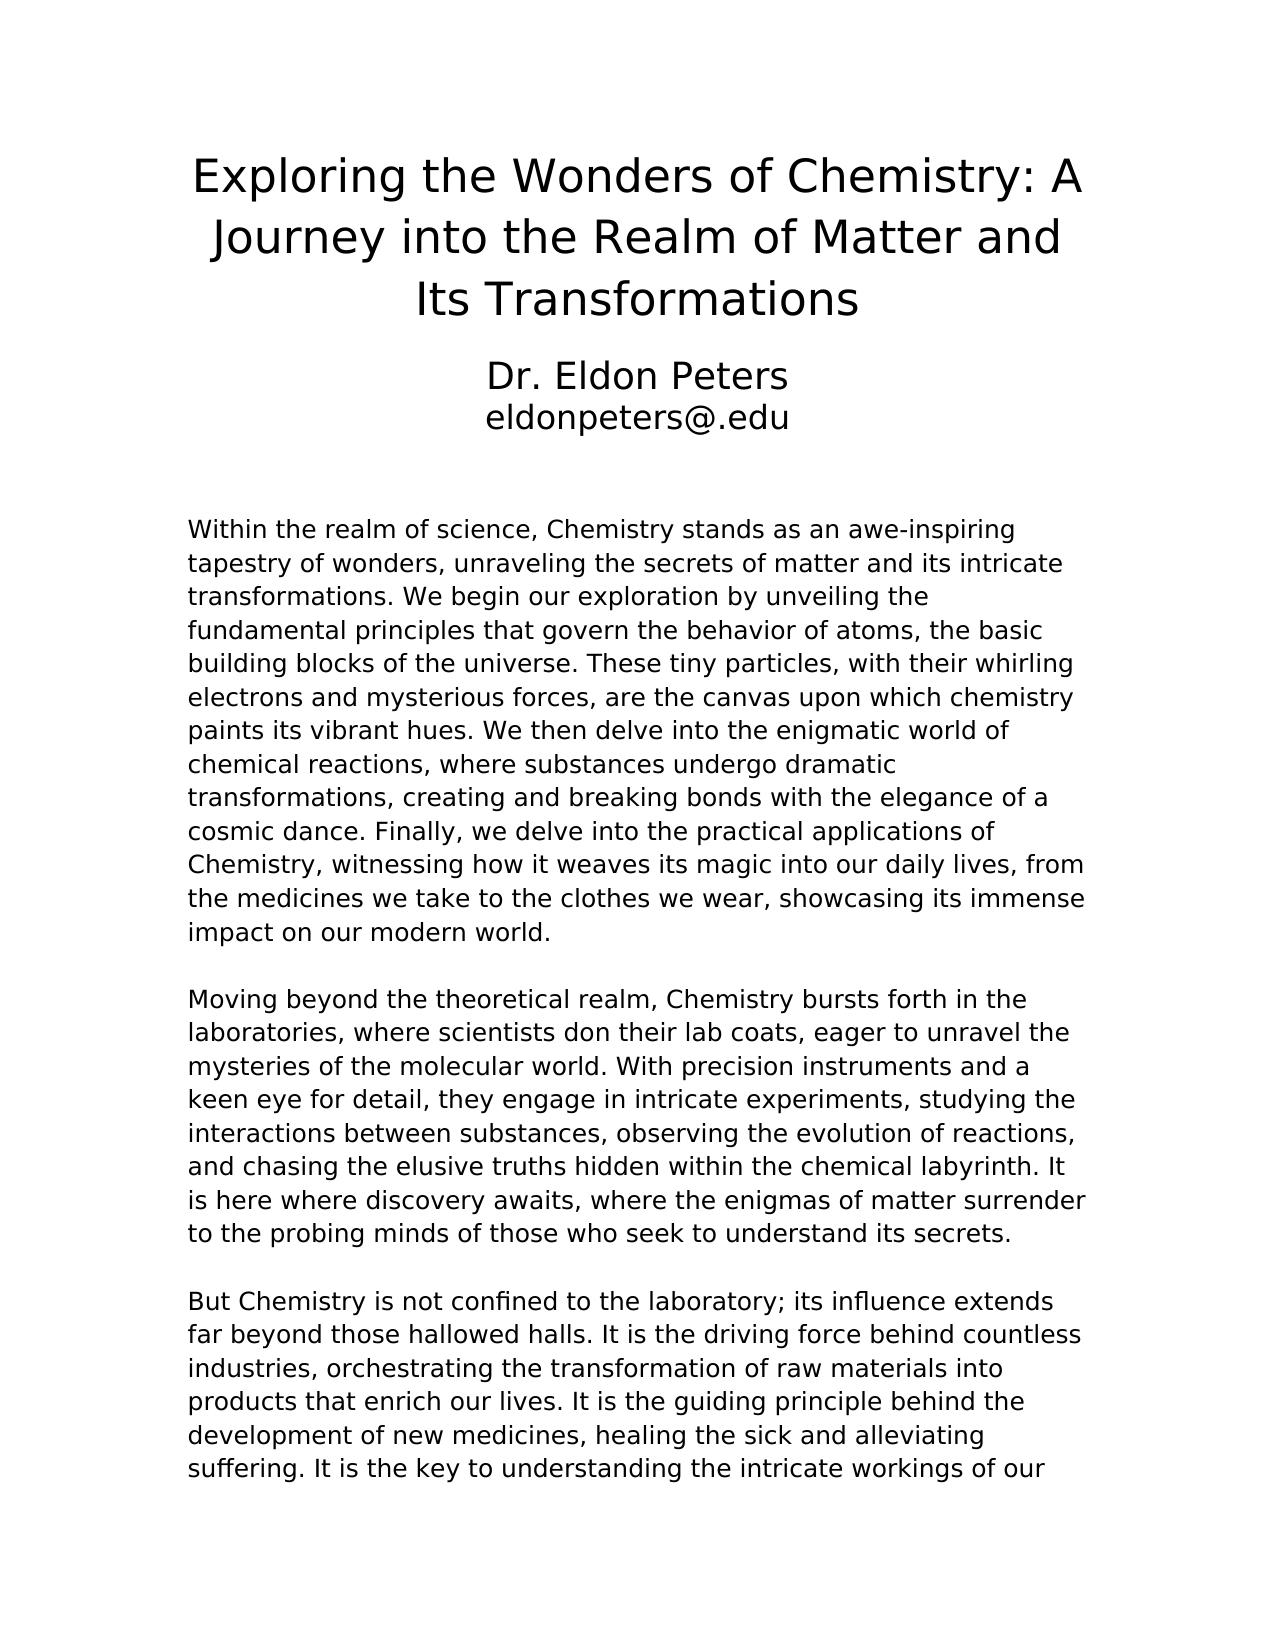 Exploring the Wonders of Chemistry: A
Journey into the Realm of Matter and
Its Transformations
Dr. Eldon Peters
eldonpeters@.edu
Within the realm of science, Chemistry stands as an awe-inspiring
tapestry of wonders, unraveling the secrets of matter and its intricate
transformations. We begin our exploration by unveiling the
fundamental principles that govern the behavior of atoms, the basic
building blocks of the universe. These tiny particles, with their whirling
electrons and mysterious forces, are the canvas upon which chemistry
paints its vibrant hues. We then delve into the enigmatic world of
chemical reactions, where substances undergo dramatic
transformations, creating and breaking bonds with the elegance of a
cosmic dance. Finally, we delve into the practical applications of
Chemistry, witnessing how it weaves its magic into our daily lives, from
the medicines we take to the clothes we wear, showcasing its immense
impact on our modern world.
Moving beyond the theoretical realm, Chemistry bursts forth in the
laboratories, where scientists don their lab coats, eager to unravel the
mysteries of the molecular world. With precision instruments and a
keen eye for detail, they engage in intricate experiments, studying the
interactions between substances, observing the evolution of reactions,
and chasing the elusive truths hidden within the chemical labyrinth. It
is here where discovery awaits, where the enigmas of matter surrender
to the probing minds of those who seek to understand its secrets.
But Chemistry is not confined to the laboratory; its influence extends
far beyond those hallowed halls. It is the driving force behind countless
industries, orchestrating the transformation of raw materials into
products that enrich our lives. It is the guiding principle behind the
development of new medicines, healing the sick and alleviating
suffering. It is the key to understanding the intricate workings of our